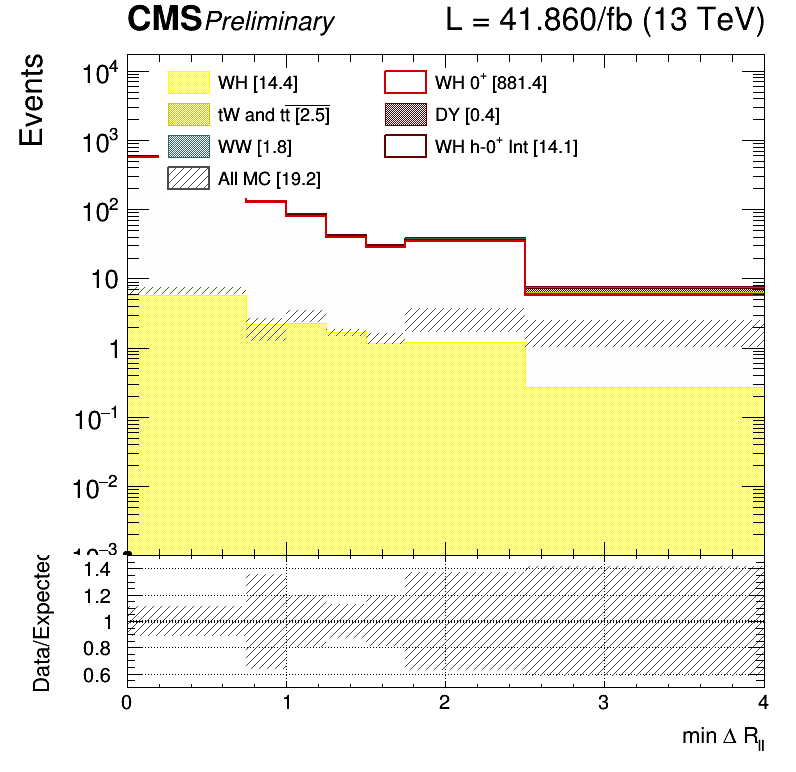 CMS Preliminary L = 41.860/fb (13 TeV)
Events
WH [14.4] WH 0⁺ [881.4]
tW and tt̅ [2.5] DY [0.4]
WW [1.8] WH h-0⁺ Int [14.1]
All MC [19.2]
10⁴
10³
10²
10
1
10⁻¹
10⁻²
10⁻³
Data/Expected
1.4
1.2
1
0.8
0.6
0 1 2 3 4
min Δ R_ll